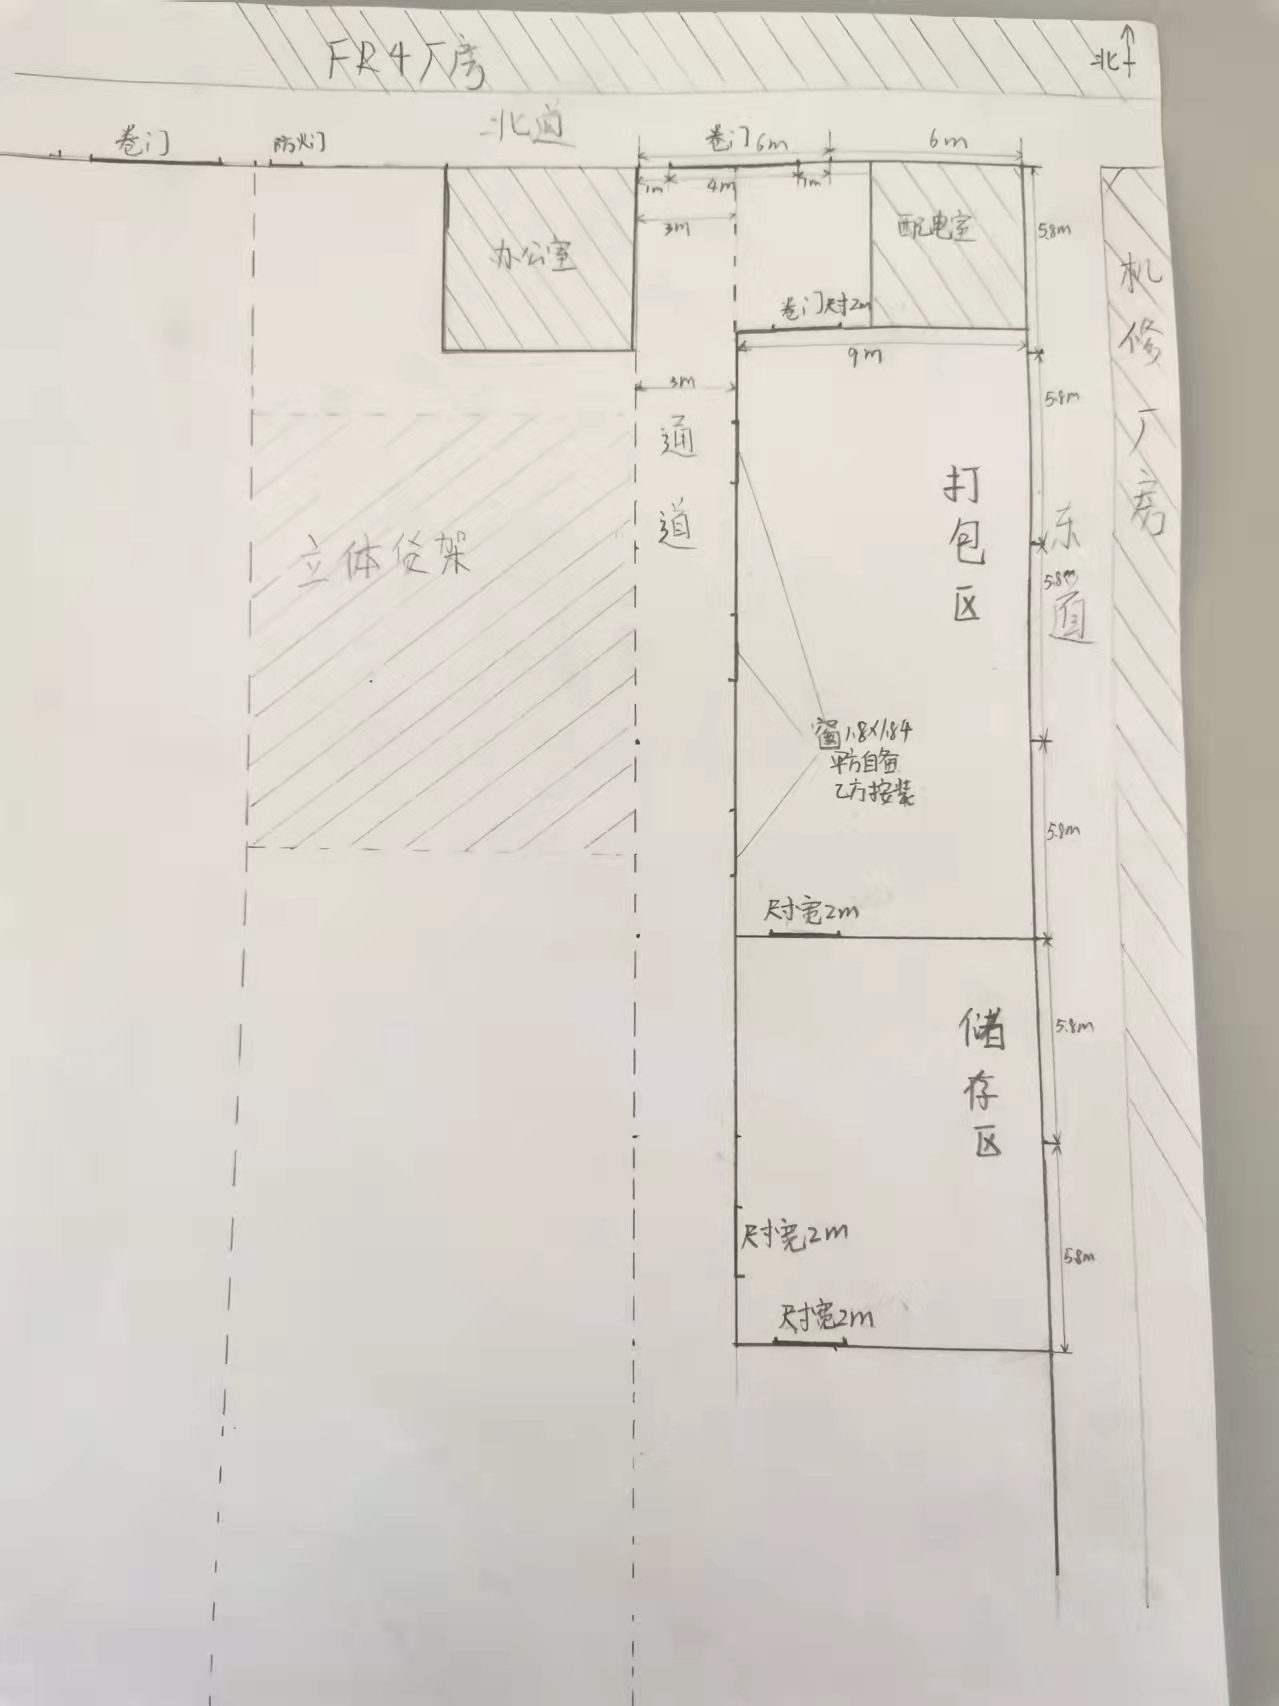 FR4厂房
北
北道
卷门
防火门
卷门6m
6m
1m
4m
1m
3m
办公室
配电室
5.8m
机修厂房
卷门尺寸2m
9m
3m
5.8m
通道
打包区
东道
立体货架
5.8m
窗1.8×1.84
甲方自备
乙方按装
5.8m
尺寸宽2m
储存区
5.8m
尺寸宽2m
5.8m
尺寸宽2m